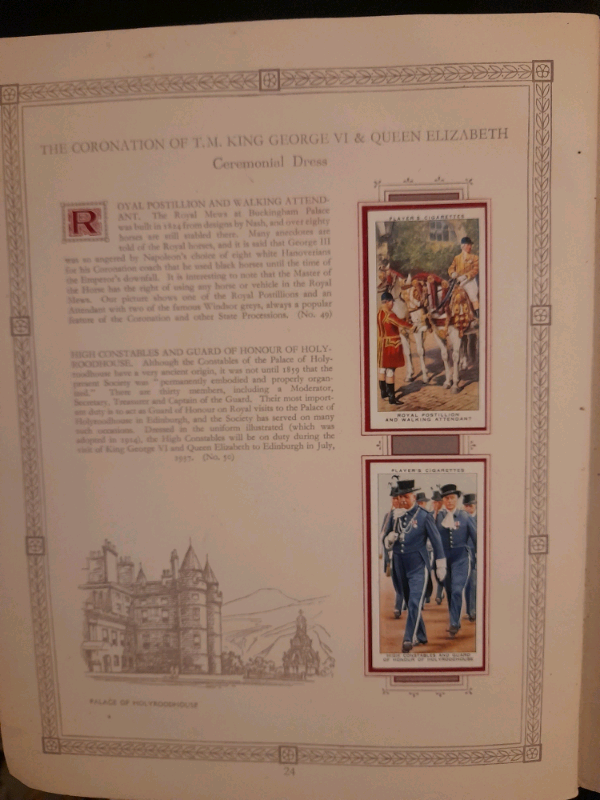 THE CORONATION OF T.M. KING GEORGE VI & QUEEN ELIZABETH
Ceremonial Dress
ROYAL POSTILLION AND WALKING ATTEND-
ANT. The Royal Mews at Buckingham Palace
was built in 1824 from designs by Nash, and over eighty
horses are still stabled there. Many anecdotes are
told of the Royal horses, and it is said that George III
was so angered by Napoleon's choice of eight white Hanoverians
for his Coronation coach that he used black horses until the time of
the Emperor's downfall. It is interesting to note that the Master of
the Horse has the right of using any horse or vehicle in the Royal
Mews. Our picture shows one of the Royal Postillions and an
Attendant with two of the famous Windsor greys, always a popular
feature of the Coronation and other State Processions. (No. 49)
HIGH CONSTABLES AND GUARD OF HONOUR OF HOLY-
ROODHOUSE. Although the Constables of the Palace of Holy-
roodhouse have a very ancient origin, it was not until 1839 that the
present Society was "permanently embodied and properly organ-
ised." There are thirty members, including a Moderator,
Secretary, Treasurer and Captain of the Guard. Their most import-
ant duty is to act as Guard of Honour on Royal visits to the Palace of
Holyroodhouse in Edinburgh, and the Society has served on many
such occasions. Dressed in the uniform illustrated (which was
adopted in 1914), the High Constables will be on duty during the
visit of King George VI and Queen Elizabeth to Edinburgh in July,
1937. (No. 50)
PLAYER'S CIGARETTES
ROYAL POSTILLION
AND WALKING ATTENDANT
PLAYER'S CIGARETTES
HIGH CONSTABLES AND GUARD
OF HONOUR OF HOLYROODHOUSE
PALACE OF HOLYROODHOUSE
24